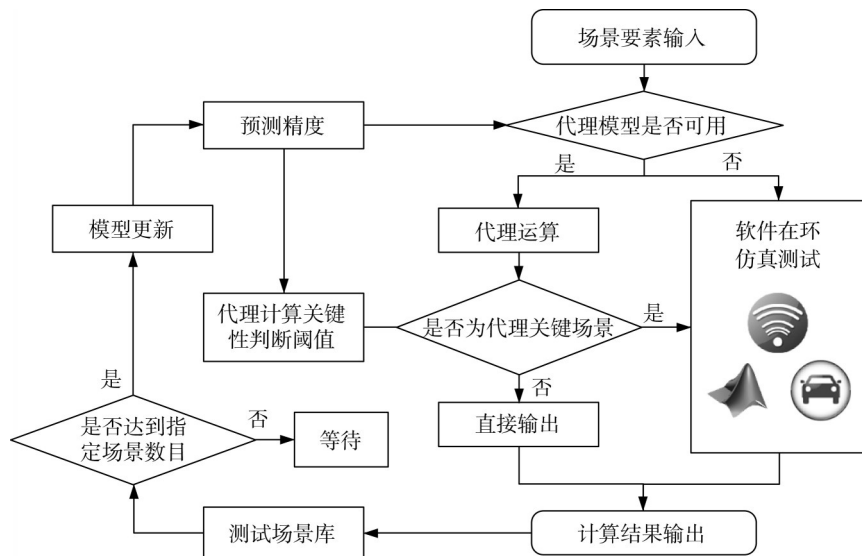 场景要素输入
预测精度
代理模型是否可用
是
否
模型更新
代理运算
软件在环
仿真测试
代理计算关键
性判断阈值
是否为代理关键场景
是
是
否
是否达到指
定场景数目
否
等待
直接输出
测试场景库
计算结果输出